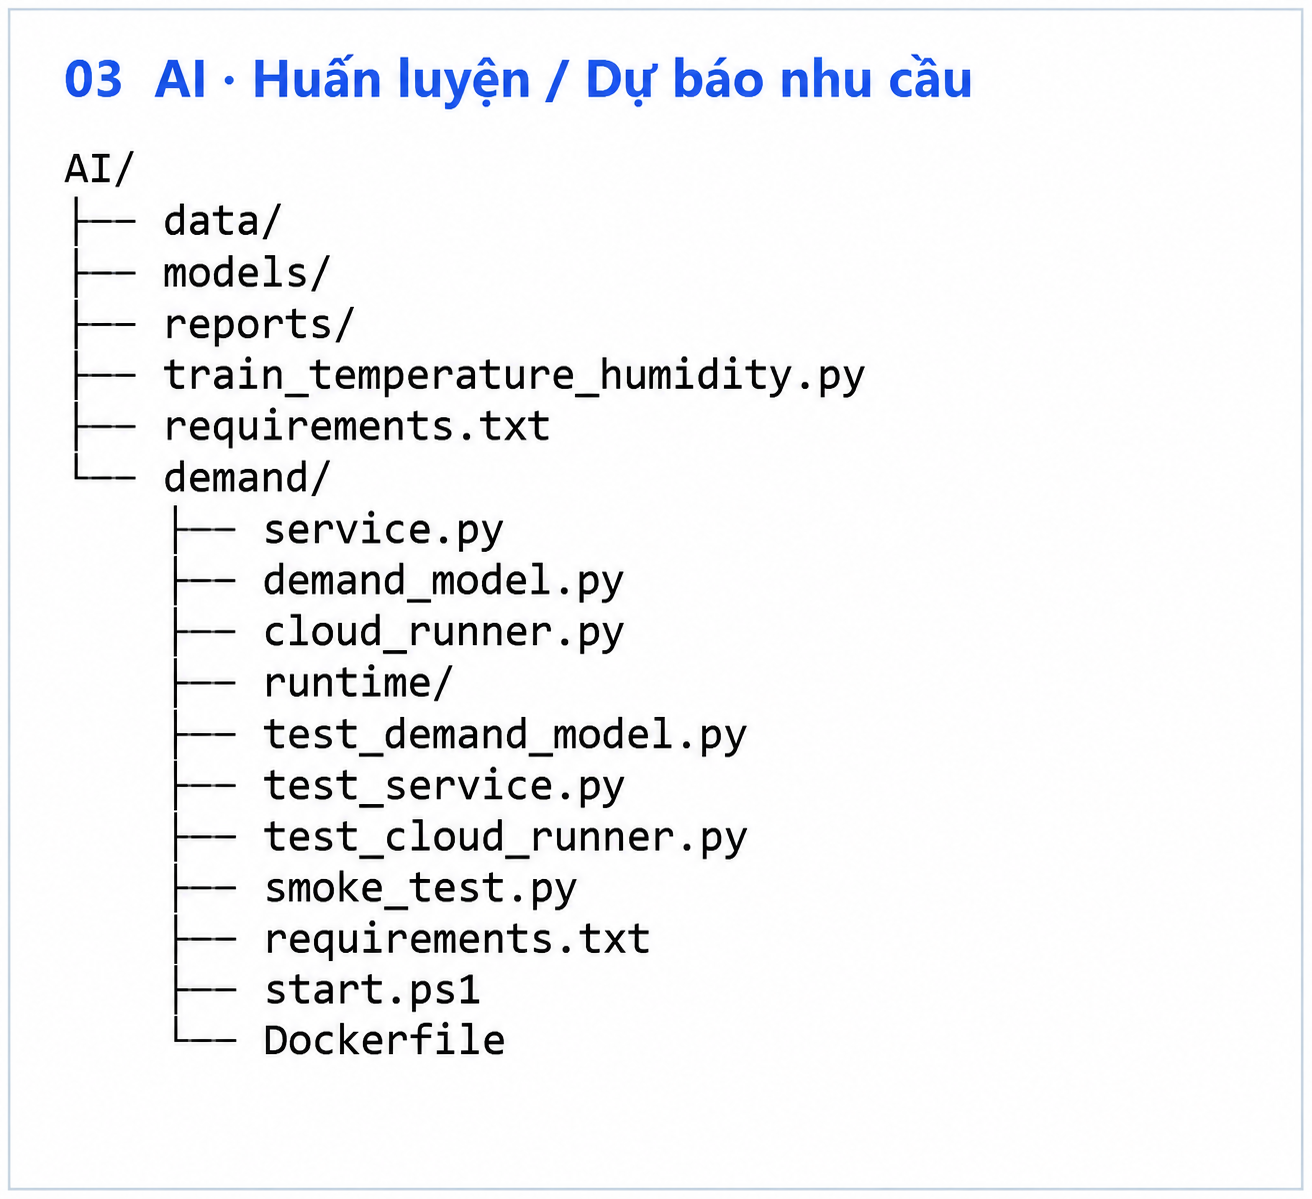 03 AI · Huấn luyện / Dự báo nhu cầu
AI/
├── data/
├── models/
├── reports/
├── train_temperature_humidity.py
├── requirements.txt
└── demand/
    ├── service.py
    ├── demand_model.py
    ├── cloud_runner.py
    ├── runtime/
    ├── test_demand_model.py
    ├── test_service.py
    ├── test_cloud_runner.py
    ├── smoke_test.py
    ├── requirements.txt
    ├── start.ps1
    └── Dockerfile